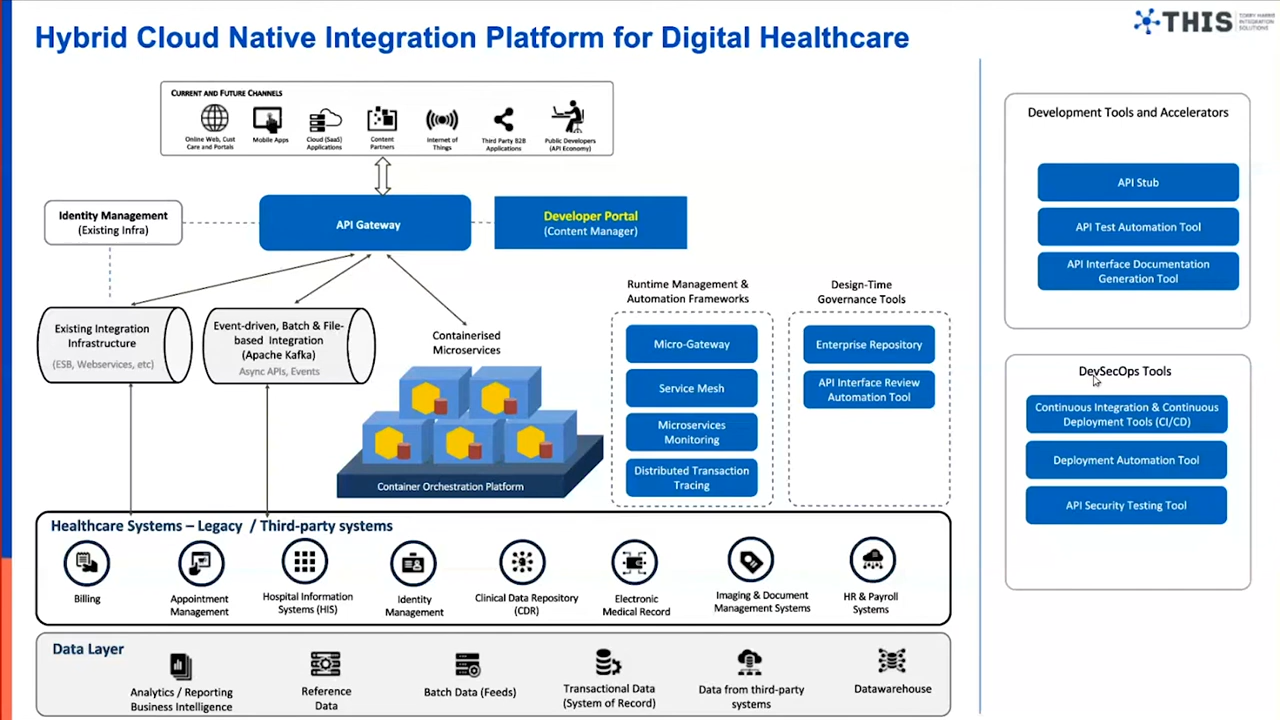 THIS
TORRY HARRIS
INTEGRATION
SOLUTIONS
Hybrid Cloud Native Integration Platform for Digital Healthcare
CURRENT AND FUTURE CHANNELS
Online Web, Cust
Care and Portals
Mobile Apps
Cloud (SaaS)
Applications
Content
Partners
Internet of
Things
Third Party B2B
Applications
Public Developers
(API Economy)
Identity Management
(Existing Infra)
API Gateway
Developer Portal
(Content Manager)
Existing Integration
Infrastructure
(ESB, Webservices, etc)
Event-driven, Batch & File-
based Integration
(Apache Kafka)
Async APIs, Events
Containerised
Microservices
Container Orchestration Platform
Runtime Management &
Automation Frameworks
Micro-Gateway
Service Mesh
Microservices
Monitoring
Distributed Transaction
Tracing
Design-Time
Governance Tools
Enterprise Repository
API Interface Review
Automation Tool
Healthcare Systems – Legacy / Third-party systems
Billing
Appointment
Management
Hospital Information
Systems (HIS)
Identity
Management
Clinical Data Repository
(CDR)
Electronic
Medical Record
Imaging & Document
Management Systems
HR & Payroll
Systems
Data Layer
Analytics / Reporting
Business Intelligence
Reference
Data
Batch Data (Feeds)
Transactional Data
(System of Record)
Data from third-party
systems
Datawarehouse
Development Tools and Accelerators
API Stub
API Test Automation Tool
API Interface Documentation
Generation Tool
DevSecOps Tools
Continuous Integration & Continuous
Deployment Tools (CI/CD)
Deployment Automation Tool
API Security Testing Tool